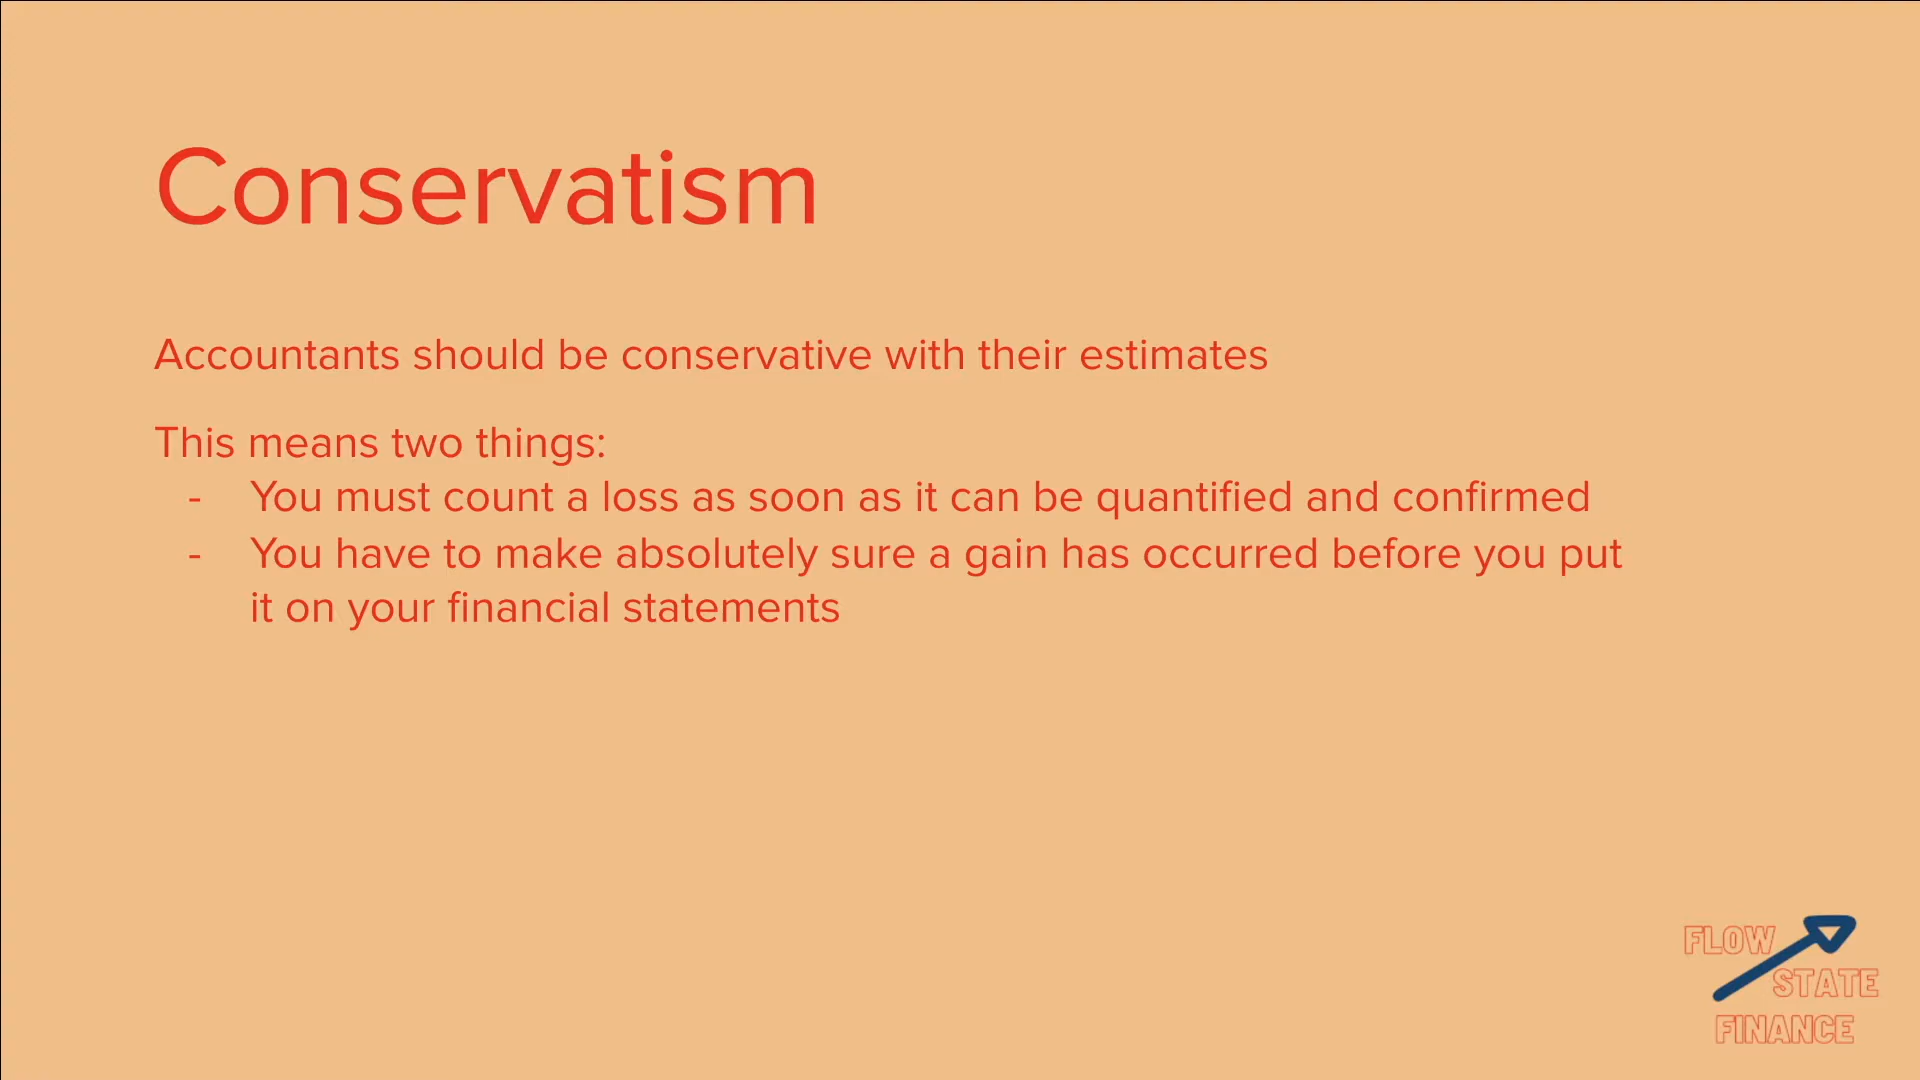 Conservatism
Accountants should be conservative with their estimates
This means two things:
- You must count a loss as soon as it can be quantified and confirmed
- You have to make absolutely sure a gain has occurred before you put
it on your financial statements
FLOW
STATE
FINANCE